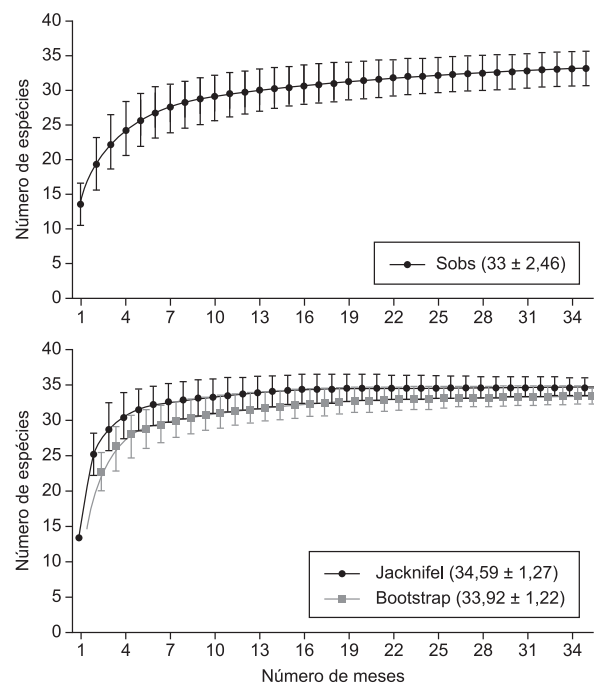 Número de espécies
40
35
30
25
20
15
10
5
0
1 4 7 10 13 16 19 22 25 28 31 34
Sobs (33 ± 2,46)
Número de espécies
40
35
30
25
20
15
10
5
0
1 4 7 10 13 16 19 22 25 28 31 34
Jacknifel (34,59 ± 1,27)
Bootstrap (33,92 ± 1,22)
Número de meses